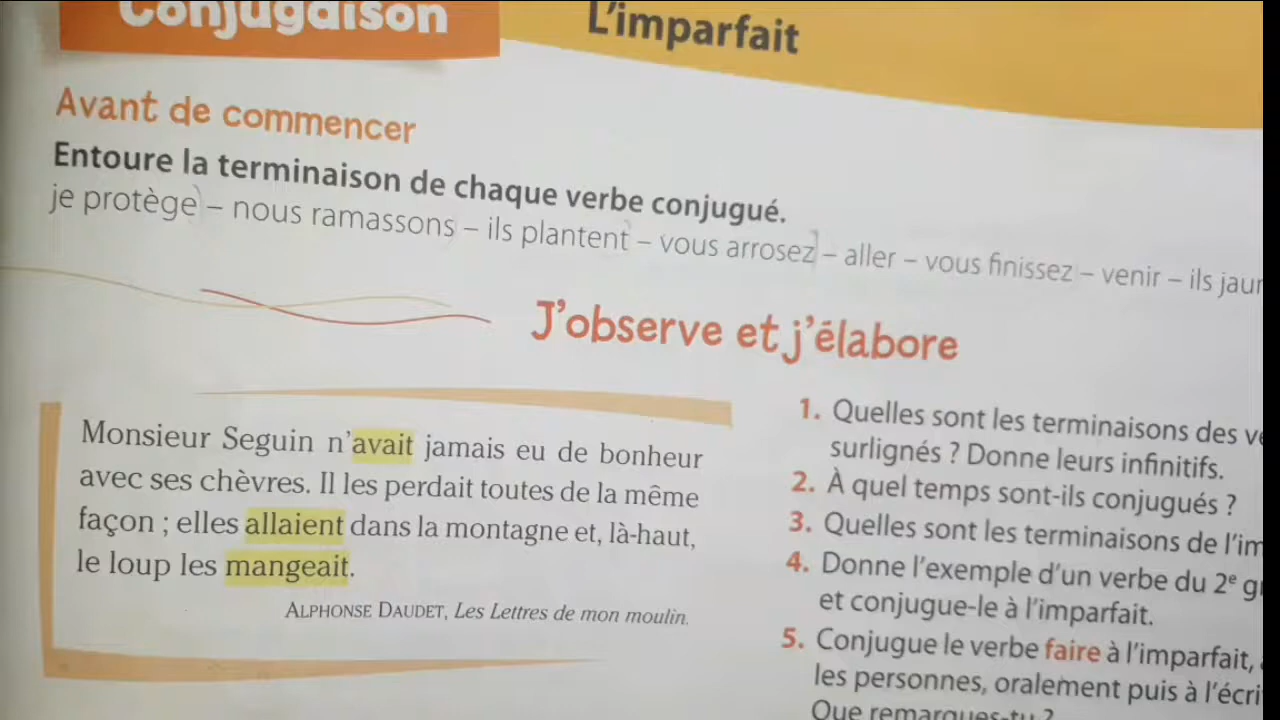 Conjugaison
L'imparfait
Avant de commencer
Entoure la terminaison de chaque verbe conjugué.
je protège – nous ramassons – ils plantent – vous arrosez – aller – vous finissez – venir – ils
J'observe et j'élabore
Monsieur Seguin n'avait jamais eu de bonheur
avec ses chèvres. Il les perdait toutes de la même
façon ; elles allaient dans la montagne et, là-haut,
le loup les mangeait.
ALPHONSE DAUDET, Les Lettres de mon moulin.
1. Quelles sont les terminaisons des
surlignés ? Donne leurs infinitifs.
2. À quel temps sont-ils conjugués ?
3. Quelles sont les terminaisons de
4. Donne l'exemple d'un verbe du 2e
et conjugue-le à l'imparfait.
5. Conjugue le verbe faire à l'imparfait,
les personnes, oralement puis à
Que remarques-tu ?